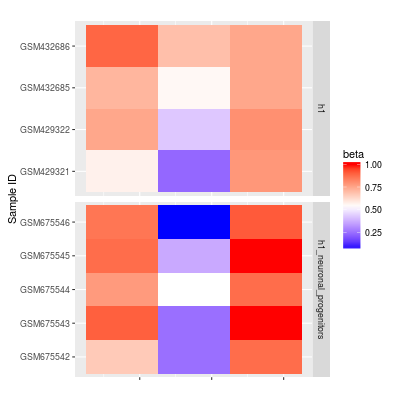 GSM432686
GSM432685
GSM429322
GSM429321
h1
GSM675546
GSM675545
GSM675544
GSM675543
GSM675542
h1_neuronal_progenitors
Sample ID
beta
1.00
0.75
0.50
0.25